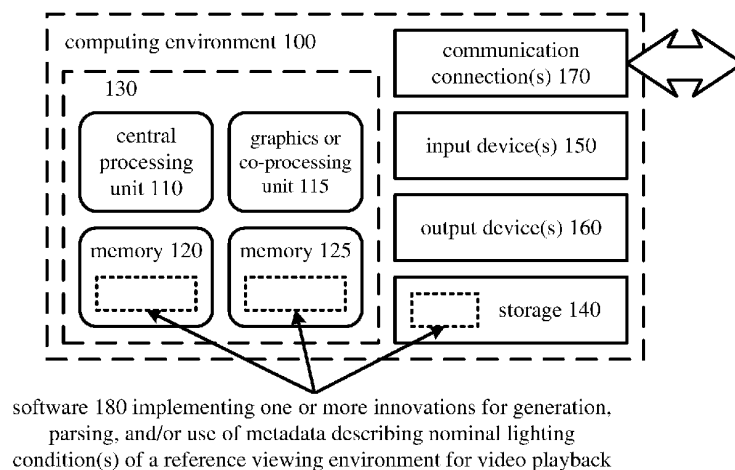 computing environment 100
communication
connection(s) 170
130
central
processing
unit 110
graphics or
co-processing
unit 115
input device(s) 150
output device(s) 160
memory 120
memory 125
storage 140
software 180 implementing one or more innovations for generation,
parsing, and/or use of metadata describing nominal lighting
condition(s) of a reference viewing environment for video playback